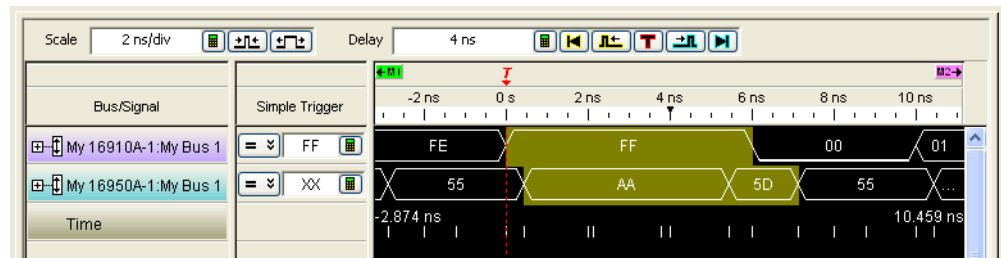 Scale 2 ns/div Delay 4 ns T
M1 T M2
Bus/Signal Simple Trigger -2 ns 0 s 2 ns 4 ns 6 ns 8 ns 10 ns
My 16910A-1:My Bus 1 = FF FE FF 00 01
My 16950A-1:My Bus 1 = XX 55 AA 5D 55 ...
Time -2.874 ns 10.459 ns